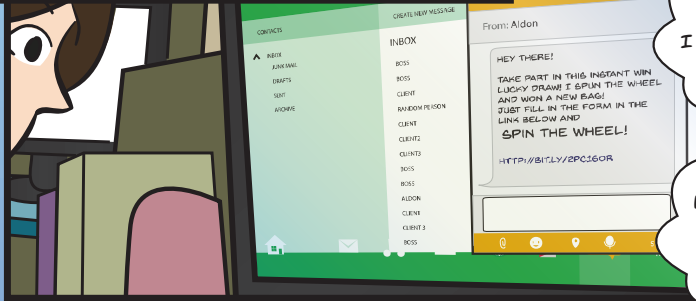 CONTACTS
CREATE NEW MESSAGE
INBOX
JUNK MAIL
DRAFTS
SENT
ARCHIVE
INBOX
BOSS
BOSS
CLIENT
RANDOM PERSON
CLIENT
CLIENT2
CLIENT3
BOSS
BOSS
ALDON
CLIENT
CLIENT 3
BOSS
From: Aldon
HEY THERE!
TAKE PART IN THIS INSTANT WIN
LUCKY DRAW! I SPUN THE WHEEL
AND WON A NEW BAG!
JUST FILL IN THE FORM IN THE
LINK BELOW AND
SPIN THE WHEEL!
HTTP://BIT.LY/2PC1GOR
I